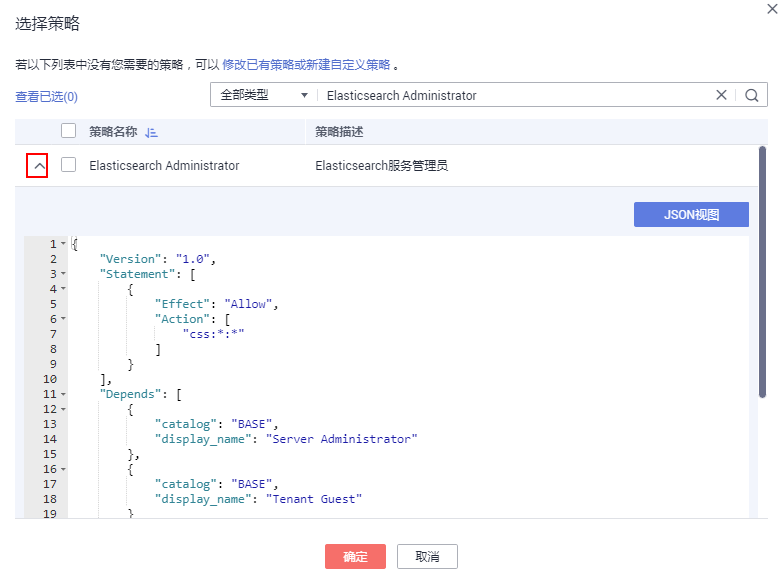 选择策略
若以下列表中没有您需要的策略，可以 修改已有策略或新建自定义策略 。
查看已选(0) 全部类型 Elasticsearch Administrator
策略名称 策略描述
Elasticsearch Administrator Elasticsearch服务管理员
JSON视图
1 {
2 "Version": "1.0",
3 "Statement": [
4 {
5 "Effect": "Allow",
6 "Action": [
7 "css:*:*"
8 ]
9 }
10 ],
11 "Depends": [
12 {
13 "catalog": "BASE",
14 "display_name": "Server Administrator"
15 },
16 {
17 "catalog": "BASE",
18 "display_name": "Tenant Guest"
19 }
确定 取消